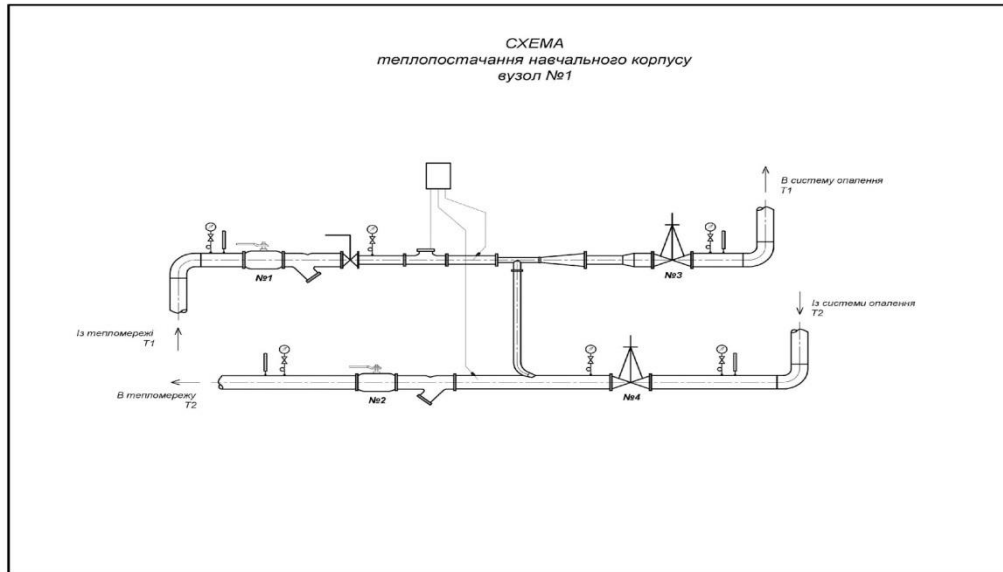 СХЕМА
теплопостачання навчального корпусу
вузол №1
В систему опалення
Т1
№1
№3
Із системи опалення
Т2
Із тепломережі
Т1
В тепломережу
Т2
№2
№4